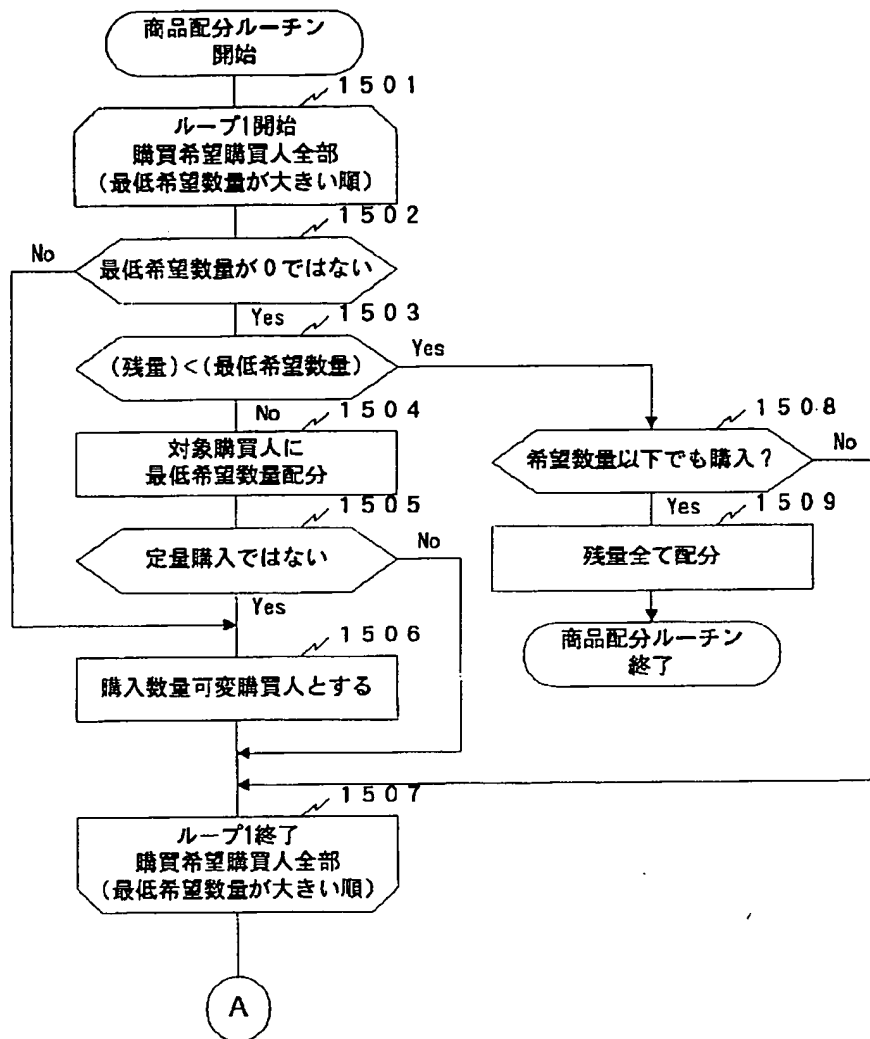 商品配分ルーチン
開始
1501
ループ1開始
購買希望購買人全部
(最低希望数量が大きい順)
1502
No
最低希望数量が0ではない
Yes
1503
(残量)<(最低希望数量)
Yes
No
1504
対象購買人に
最低希望数量配分
1505
定量購入ではない
No
Yes
1506
購入数量可変購買人とする
1507
ループ1終了
購買希望購買人全部
(最低希望数量が大きい順)
A
1508
希望数量以下でも購入?
No
Yes
1509
残量全て配分
商品配分ルーチン
終了